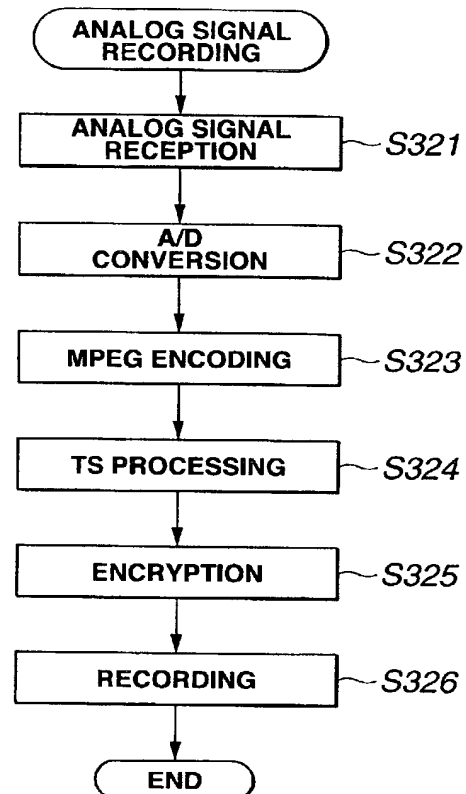 ANALOG SIGNAL
RECORDING
ANALOG SIGNAL
RECEPTION
S321
A/D
CONVERSION
S322
MPEG ENCODING
S323
TS PROCESSING
S324
ENCRYPTION
S325
RECORDING
S326
END